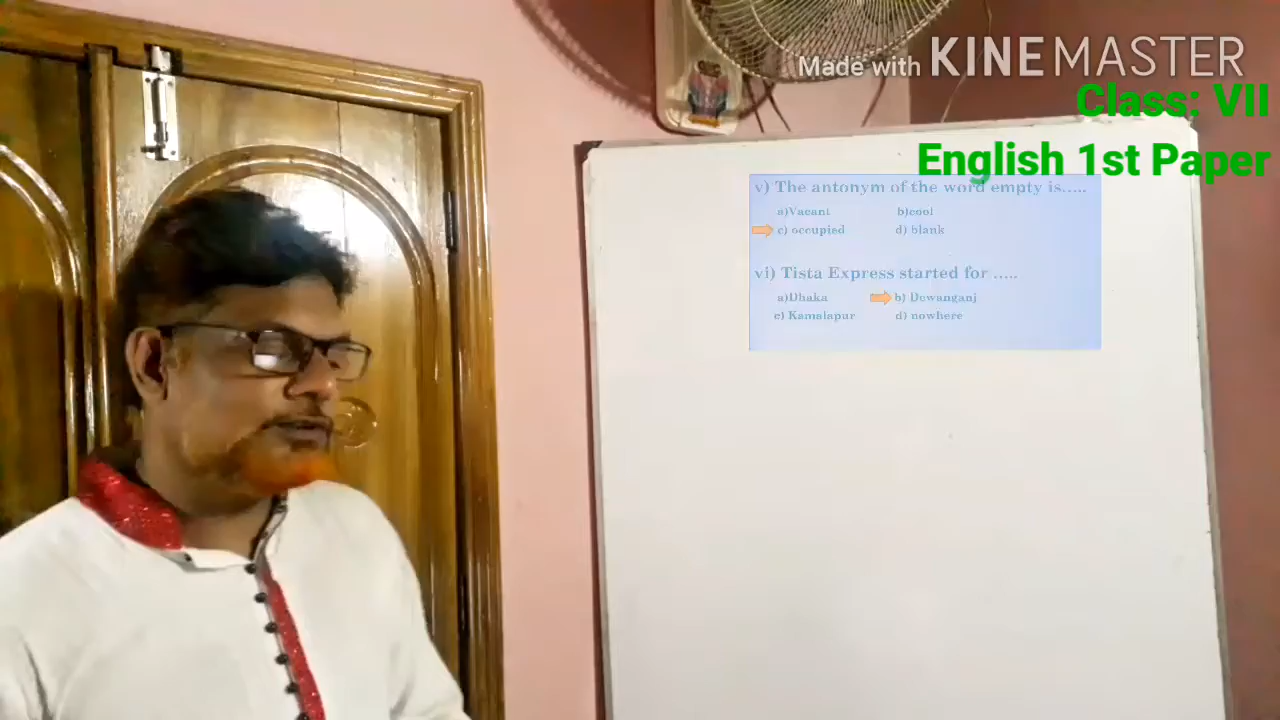 Made with KINEMASTER
Class: VII
English 1st Paper
v) The antonym of the word empty is.....
a)Vacant b)cool
c) occupied d) blank
vi) Tista Express started for .....
a)Dhaka b) Dewanganj
c) Kamalapur d) nowhere